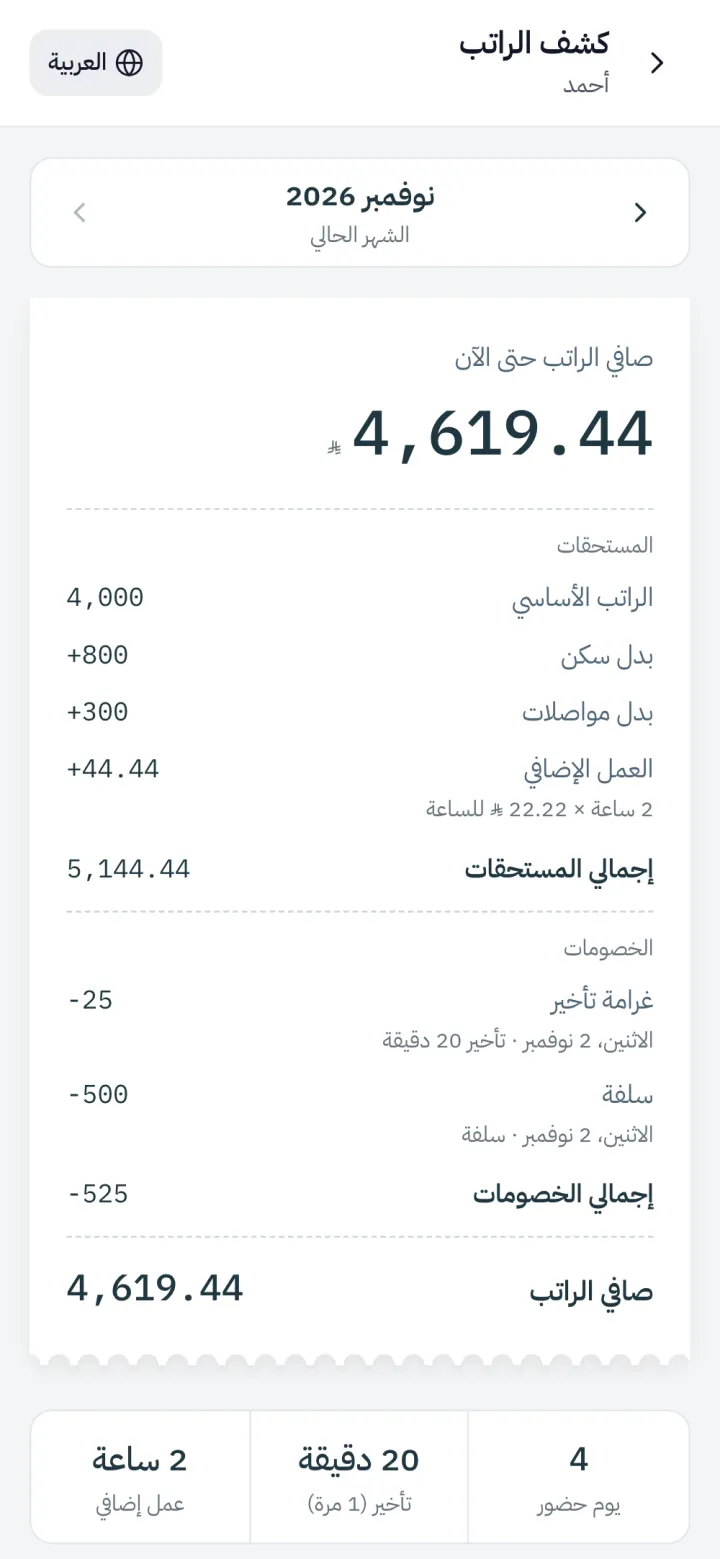 كشف الراتب
أحمد
العربية
نوفمبر 2026
الشهر الحالي
صافي الراتب حتى الآن
4,619.44 ⃁
المستحقات
الراتب الأساسي 4,000
بدل سكن +800
بدل مواصلات +300
العمل الإضافي +44.44
2 ساعة × 22.22 ⃁ للساعة
إجمالي المستحقات 5,144.44
الخصومات
غرامة تأخير -25
الاثنين، 2 نوفمبر · تأخير 20 دقيقة
سلفة -500
الاثنين، 2 نوفمبر · سلفة
إجمالي الخصومات -525
صافي الراتب 4,619.44
4 20 دقيقة 2 ساعة
يوم حضور تأخير (1 مرة) عمل إضافي